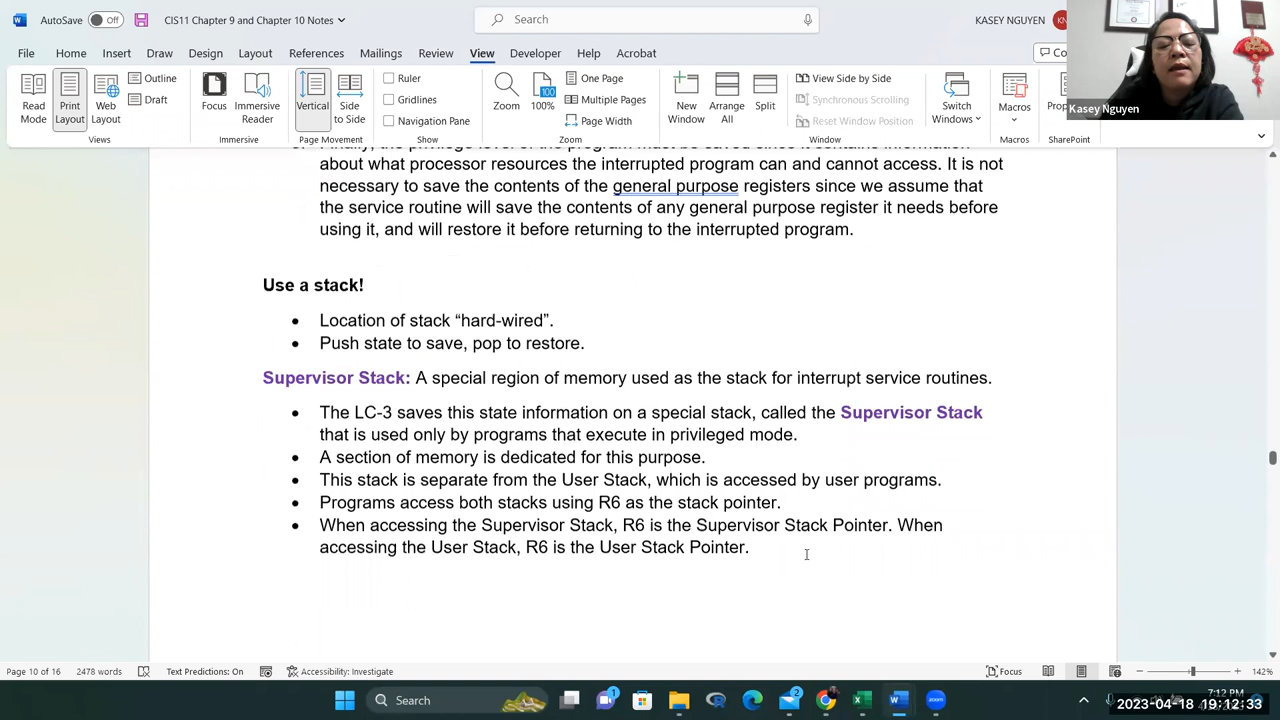 AutoSave Off CIS11 Chapter 9 and Chapter 10 Notes Search KASEY NGUYEN KN
File Home Insert Draw Design Layout References Mailings Review View Developer Help Acrobat
Read Mode Print Layout Web Layout Outline Draft Focus Immersive Reader Vertical Side to Side Ruler Gridlines Navigation Pane Zoom 100% One Page Multiple Pages Page Width New Window Arrange All Split View Side by Side Synchronous Scrolling Reset Window Position Switch Windows Macros
Views Immersive Page Movement Show Zoom Window Macros SharePoint
Kasey Nguyen
about what processor resources the interrupted program can and cannot access. It is not
necessary to save the contents of the general purpose registers since we assume that
the service routine will save the contents of any general purpose register it needs before
using it, and will restore it before returning to the interrupted program.
Use a stack!
• Location of stack “hard-wired”.
• Push state to save, pop to restore.
Supervisor Stack: A special region of memory used as the stack for interrupt service routines.
• The LC-3 saves this state information on a special stack, called the Supervisor Stack
that is used only by programs that execute in privileged mode.
• A section of memory is dedicated for this purpose.
• This stack is separate from the User Stack, which is accessed by user programs.
• Programs access both stacks using R6 as the stack pointer.
• When accessing the Supervisor Stack, R6 is the Supervisor Stack Pointer. When
accessing the User Stack, R6 is the User Stack Pointer.
Page 10 of 16 2478 words Text Predictions: On Accessibility: Investigate Focus 142%
Search 1 2 zoom
2023-04-18 19:12:33